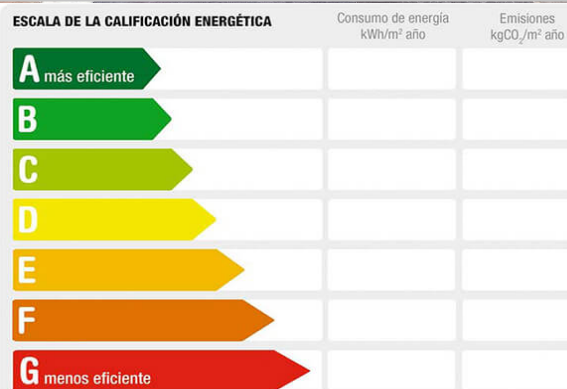 ESCALA DE LA CALIFICACIÓN ENERGÉTICA
Consumo de energía
kWh/m² año
Emisiones
kgCO₂/m² año
A más eficiente
B
C
D
E
F
G menos eficiente